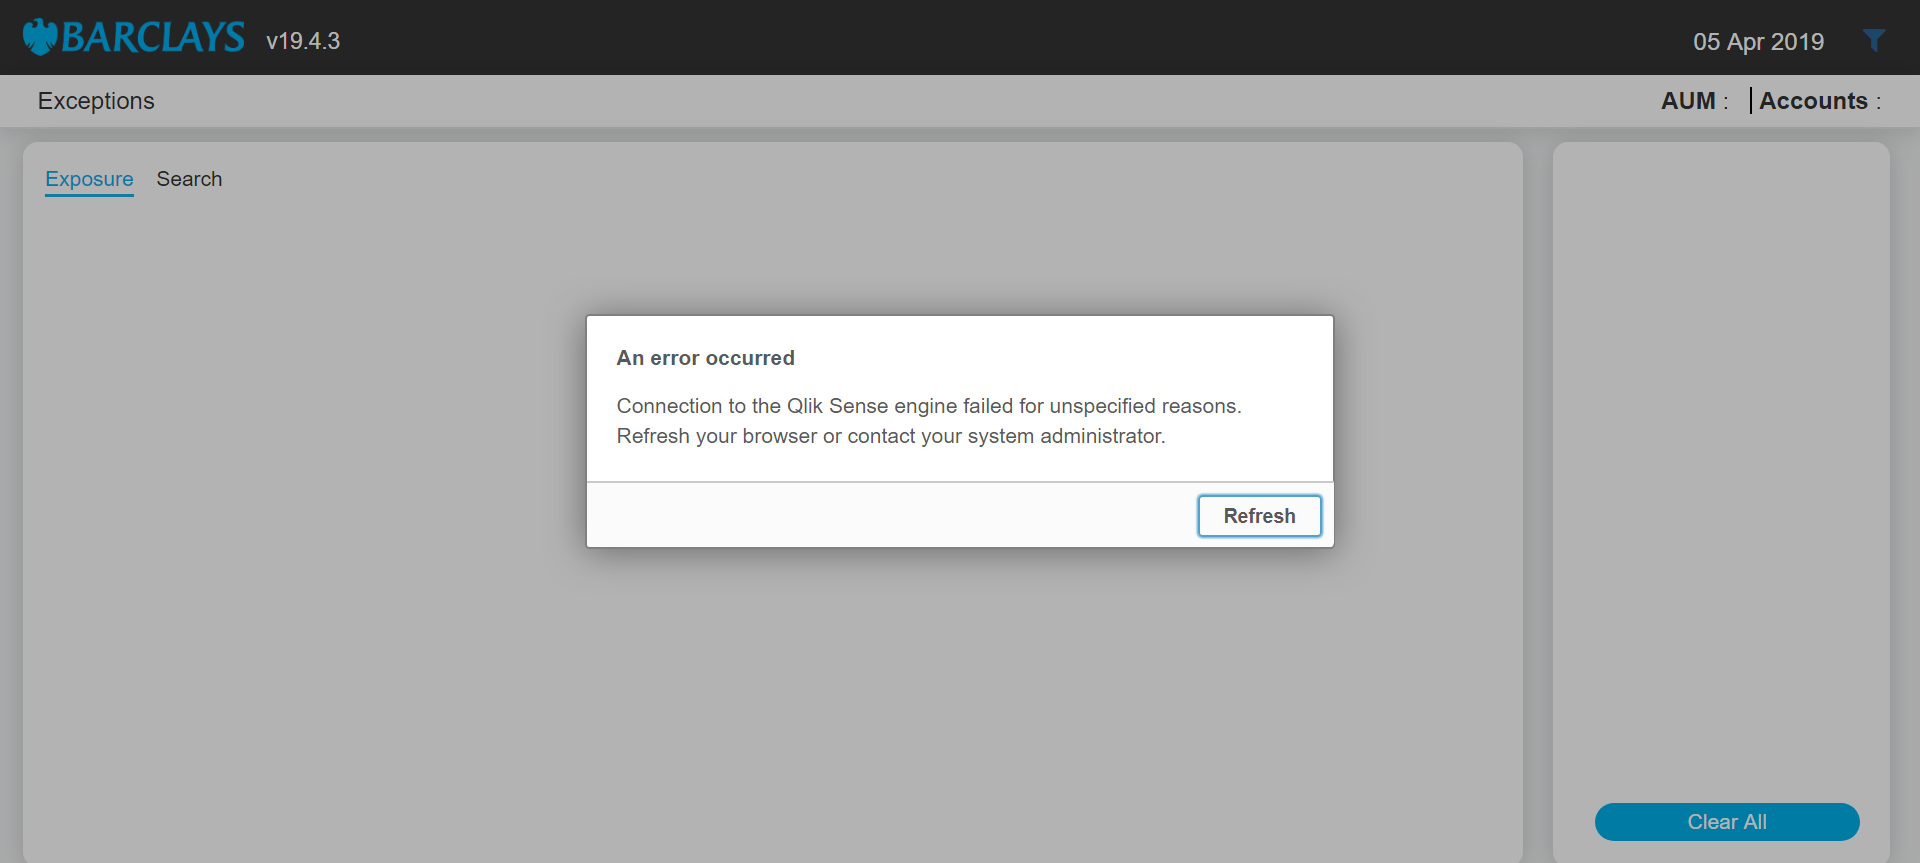 BARCLAYS v19.4.3
05 Apr 2019
Exceptions
AUM : Accounts :
Exposure Search
An error occurred
Connection to the Qlik Sense engine failed for unspecified reasons.
Refresh your browser or contact your system administrator.
Refresh
Clear All